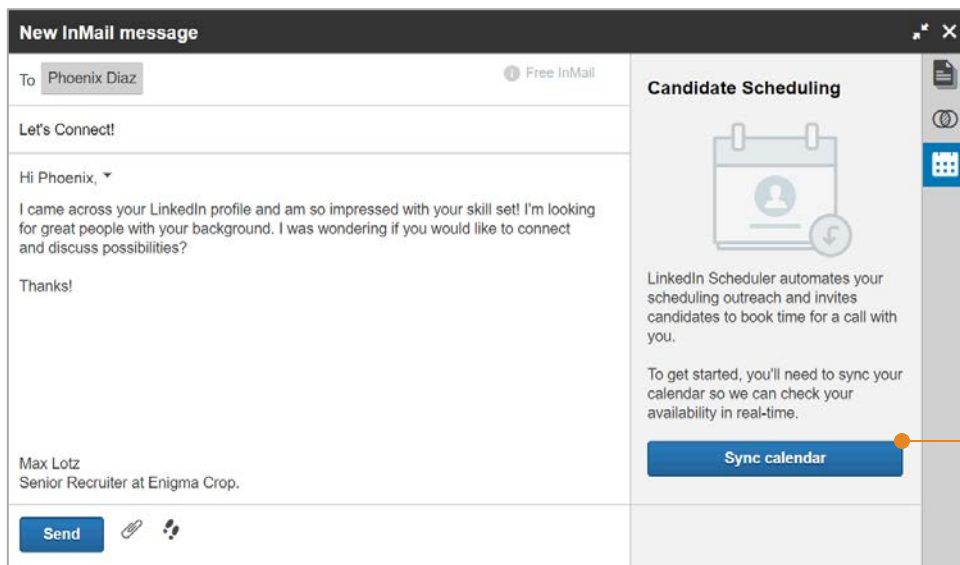 New InMail message
To Phoenix Diaz
Free InMail
Let's Connect!
Hi Phoenix,
I came across your LinkedIn profile and am so impressed with your skill set! I'm looking
for great people with your background. I was wondering if you would like to connect
and discuss possibilities?
Thanks!
Max Lotz
Senior Recruiter at Enigma Crop.
Send
Candidate Scheduling
LinkedIn Scheduler automates your
scheduling outreach and invites
candidates to book time for a call with
you.
To get started, you'll need to sync your
calendar so we can check your
availability in real-time.
Sync calendar